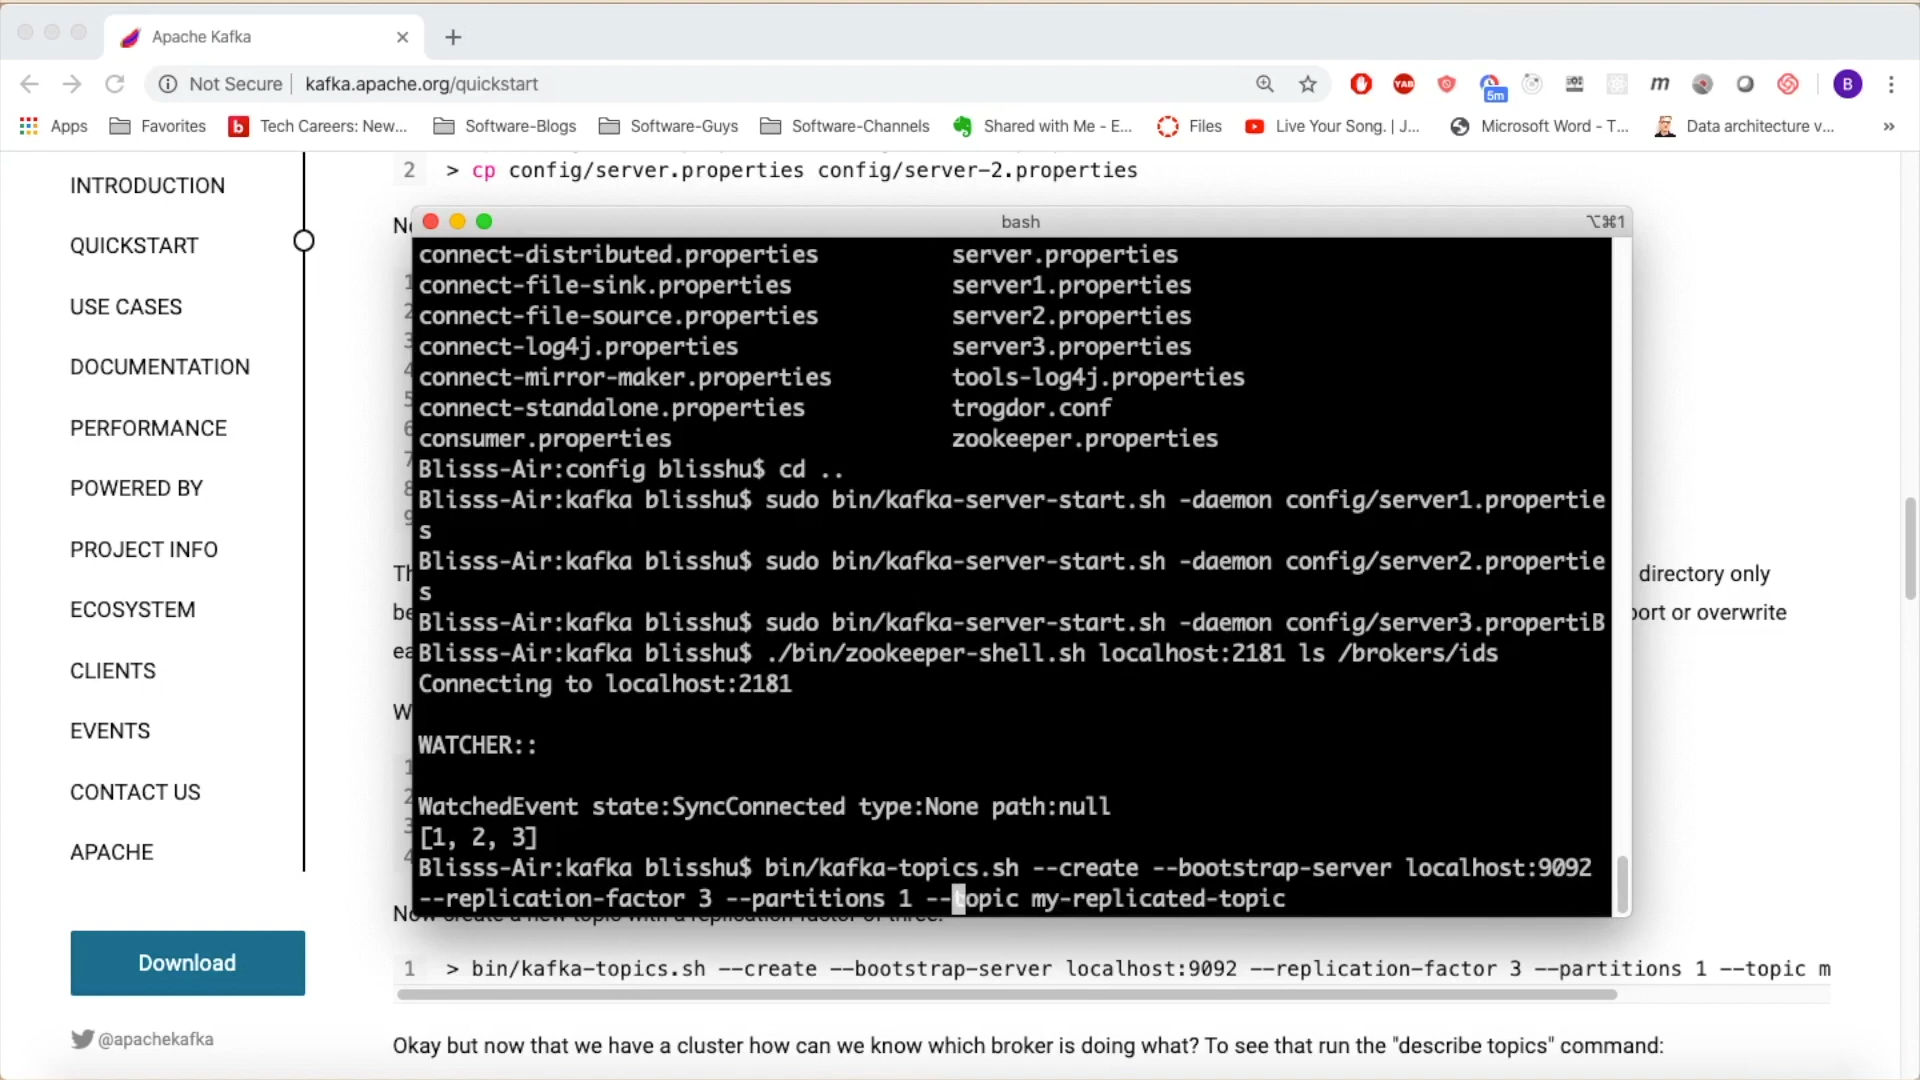 Apache Kafka
Not Secure
kafka.apache.org/quickstart
YAB
5m
m
B
Apps
Favorites
b
Tech Careers: New...
Software-Blogs
Software-Guys
Software-Channels
Shared with Me - E...
Files
Live Your Song. | J...
Microsoft Word - T...
Data architecture v...
»
INTRODUCTION
QUICKSTART
USE CASES
DOCUMENTATION
PERFORMANCE
POWERED BY
PROJECT INFO
ECOSYSTEM
CLIENTS
EVENTS
CONTACT US
APACHE
Download
@apachekafka
2 > cp config/server.properties config/server-2.properties
bash
⌥⌘1
connect-distributed.properties server.properties
connect-file-sink.properties server1.properties
connect-file-source.properties server2.properties
connect-log4j.properties server3.properties
connect-mirror-maker.properties tools-log4j.properties
connect-standalone.properties trogdor.conf
consumer.properties zookeeper.properties
Blisss-Air:config blisshu$ cd ..
Blisss-Air:kafka blisshu$ sudo bin/kafka-server-start.sh -daemon config/server1.propertie
s
Blisss-Air:kafka blisshu$ sudo bin/kafka-server-start.sh -daemon config/server2.propertie
s
Blisss-Air:kafka blisshu$ sudo bin/kafka-server-start.sh -daemon config/server3.propertiB
Blisss-Air:kafka blisshu$ ./bin/zookeeper-shell.sh localhost:2181 ls /brokers/ids
Connecting to localhost:2181
WATCHER::
WatchedEvent state:SyncConnected type:None path:null
[1, 2, 3]
Blisss-Air:kafka blisshu$ bin/kafka-topics.sh --create --bootstrap-server localhost:9092
--replication-factor 3 --partitions 1 --topic my-replicated-topic
directory only
or overwrite
Now create a new topic with a replication factor of three:
1 > bin/kafka-topics.sh --create --bootstrap-server localhost:9092 --replication-factor 3 --partitions 1 --topic m
Okay but now that we have a cluster how can we know which broker is doing what? To see that run the "describe topics" command: